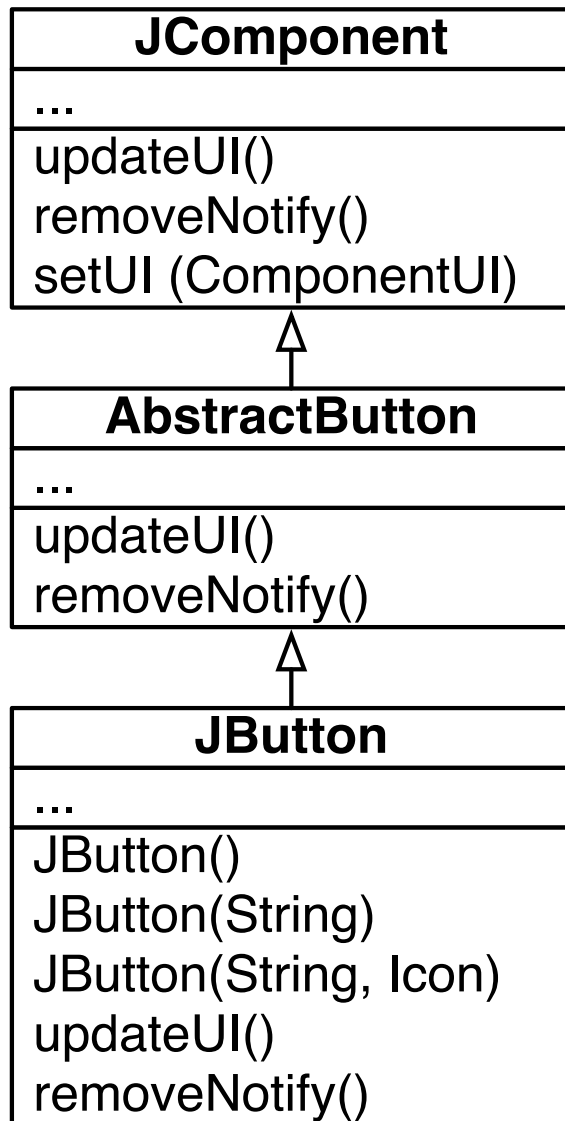 JComponent
...
updateUI()
removeNotify()
setUI (ComponentUI)
AbstractButton
...
updateUI()
removeNotify()
JButton
...
JButton()
JButton(String)
JButton(String, Icon)
updateUI()
removeNotify()